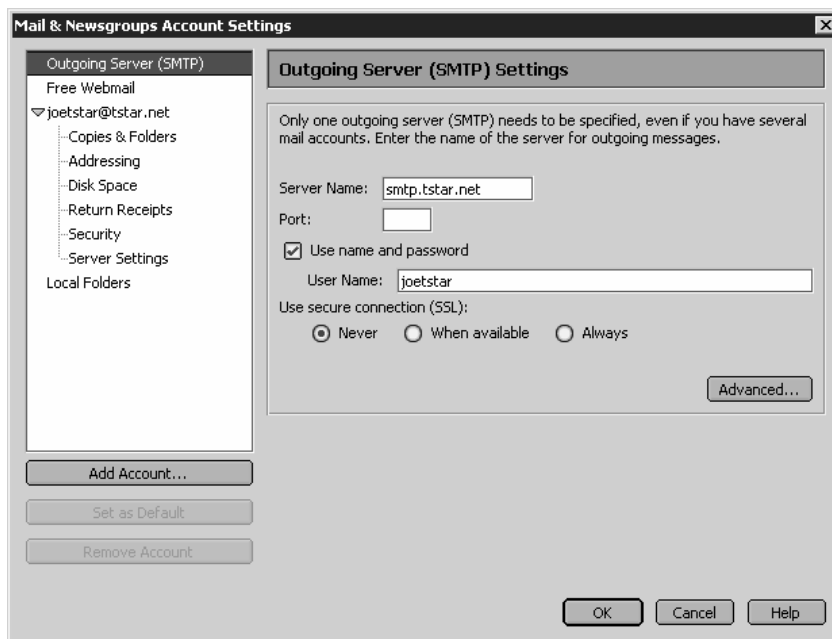 Mail & Newsgroups Account Settings
Outgoing Server (SMTP)
Free Webmail
joetstar@tstar.net
Copies & Folders
Addressing
Disk Space
Return Receipts
Security
Server Settings
Local Folders
Add Account...
Set as Default
Remove Account
Outgoing Server (SMTP) Settings
Only one outgoing server (SMTP) needs to be specified, even if you have several
mail accounts. Enter the name of the server for outgoing messages.
Server Name: smtp.tstar.net
Port:
Use name and password
User Name: joetstar
Use secure connection (SSL):
Never When available Always
Advanced...
OK Cancel Help